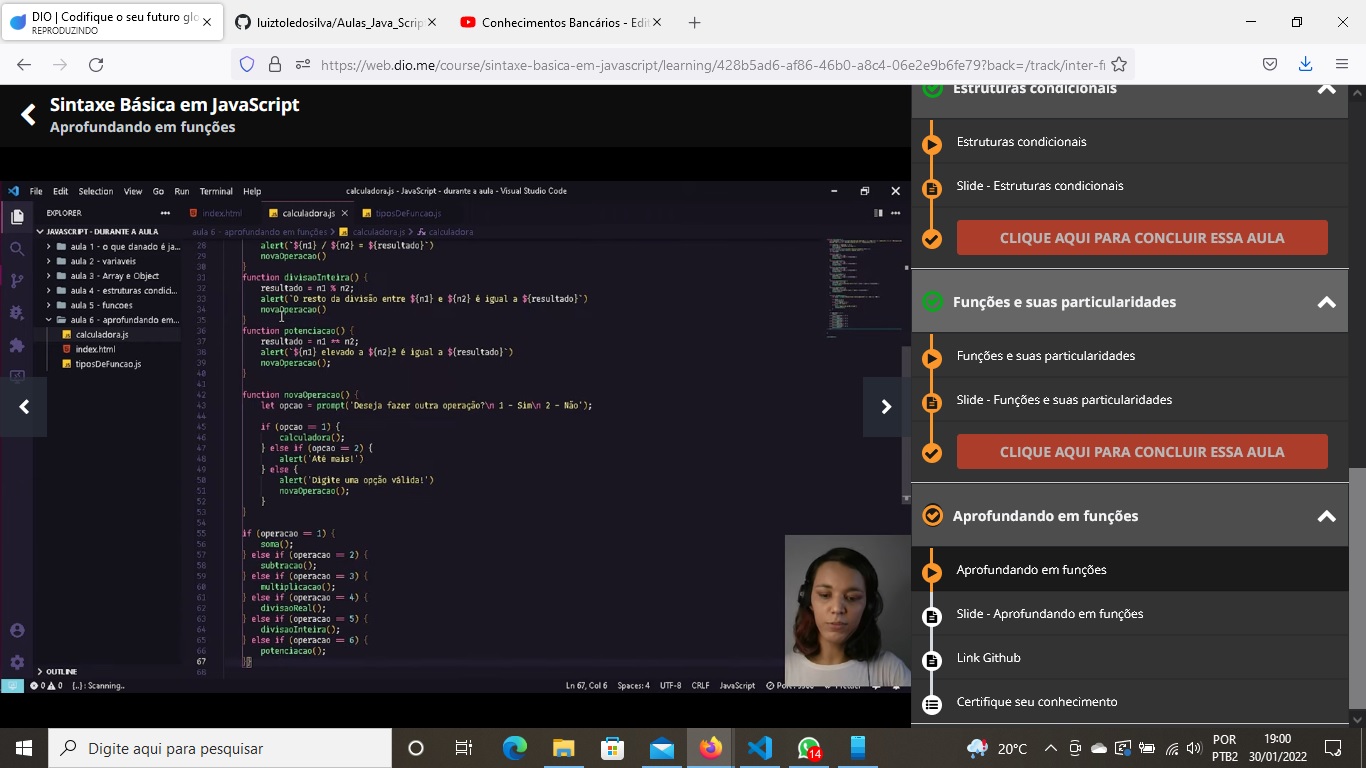 DIO | Codifique o seu futuro glo
REPRODUZINDO
luiztoledosilva/Aulas_Java_Scrip
Conhecimentos Bancários - Edit
https://web.dio.me/course/sintaxe-basica-em-javascript/learning/428b5ad6-af86-46b0-a8c4-06e2e9b6fe79?back=/track/inter-fr
Sintaxe Básica em JavaScript
Aprofundando em funções
File Edit Selection View Go Run Terminal Help
calculadora.js - JavaScript - durante a aula - Visual Studio Code
EXPLORER
index.html
calculadora.js
tiposDeFuncao.js
JAVASCRIPT - DURANTE A AULA
aula 6 - aprofundando em funções > calculadora.js > calculadora
aula 1 - o que danado é ja...
aula 2 - variaveis
aula 3 - Array e Object
aula 4 - estruturas condici...
aula 5 - funcoes
aula 6 - aprofundando em...
calculadora.js
index.html
tiposDeFuncao.js
28 alert(`${n1} / ${n2} = ${resultado}`)
29 novaOperacao()
30 }
31 function divisaoInteira() {
32 resultado = n1 % n2;
33 alert(`O resto da divisão entre ${n1} e ${n2} é igual a ${resultado}`)
34 novaOperacao()
35 }
36 function potenciacao() {
37 resultado = n1 ** n2;
38 alert(`${n1} elevado a ${n2}ª é igual a ${resultado}`)
39 novaOperacao();
40 }
41
42 function novaOperacao() {
43 let opcao = prompt('Deseja fazer outra operação?\n 1 - Sim\n 2 - Não');
44
45 if (opcao == 1) {
46 calculadora();
47 } else if (opcao == 2) {
48 alert('Até mais!')
49 } else {
50 alert('Digite uma opção válida!')
51 novaOperacao();
52 }
53 }
54
55 if (operacao == 1) {
56 soma();
57 } else if (operacao == 2) {
58 subtracao();
59 } else if (operacao == 3) {
60 multiplicacao();
61 } else if (operacao == 4) {
62 divisaoReal();
63 } else if (operacao == 5) {
64 divisaoInteira();
65 } else if (operacao == 6) {
66 potenciacao();
67 }}
68
OUTLINE
0 0 {..}: Scanning..
Ln 67, Col 6 Spaces: 4 UTF-8 CRLF JavaScript
Estruturas condicionais
Estruturas condicionais
Slide - Estruturas condicionais
CLIQUE AQUI PARA CONCLUIR ESSA AULA
Funções e suas particularidades
Funções e suas particularidades
Slide - Funções e suas particularidades
CLIQUE AQUI PARA CONCLUIR ESSA AULA
Aprofundando em funções
Aprofundando em funções
Slide - Aprofundando em funções
Link Github
Certifique seu conhecimento
Digite aqui para pesquisar
14
20°C
POR
PTB2
19:00
30/01/2022